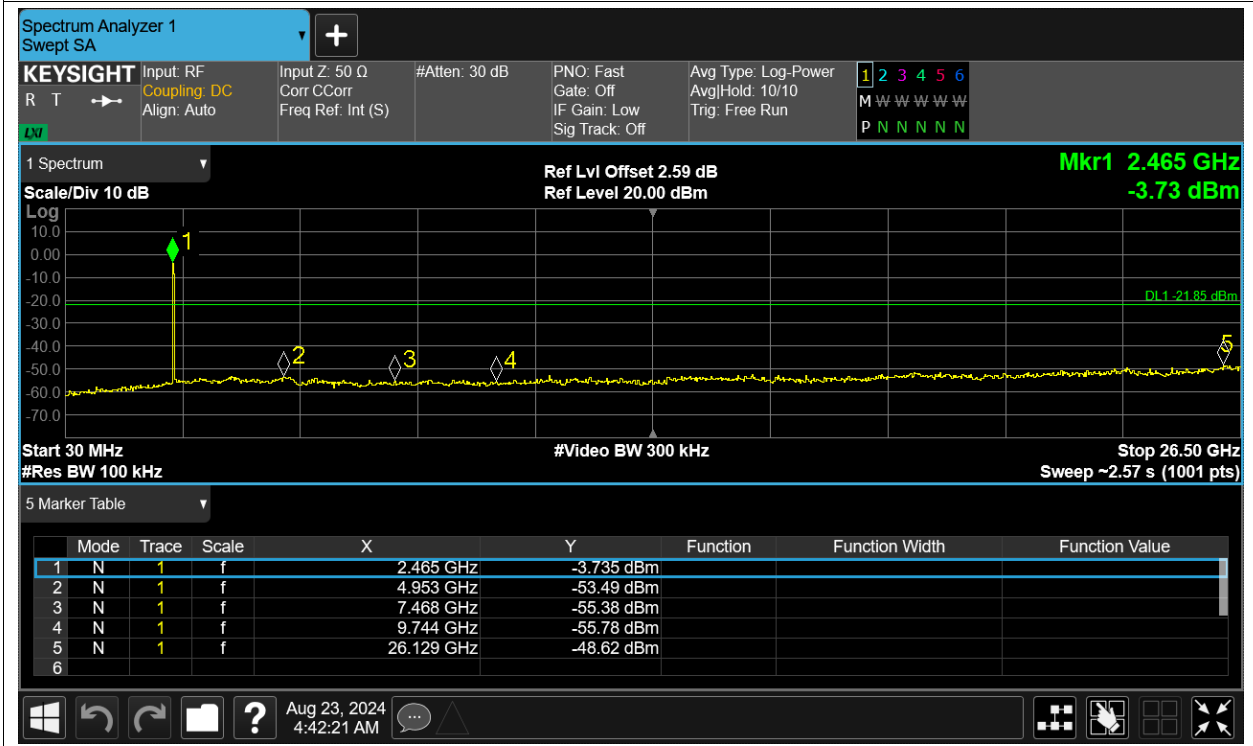 Spectrum Analyzer 1
Swept SA
KEYSIGHT Input: RF Input Z: 50 Ω #Atten: 30 dB PNO: Fast Avg Type: Log-Power 1 2 3 4 5 6
R T Coupling: DC Corr CCorr Gate: Off Avg|Hold: 10/10 M W W W W W
Align: Auto Freq Ref: Int (S) IF Gain: Low Trig: Free Run
LXI Sig Track: Off P N N N N N
1 Spectrum Ref Lvl Offset 2.59 dB Mkr1 2.465 GHz
Scale/Div 10 dB Ref Level 20.00 dBm -3.73 dBm
Log
10.0
0.00
-10.0
-20.0
-30.0
-40.0
-50.0
-60.0
-70.0
1
DL1 -21.85 dBm
2
3
4
5
Start 30 MHz #Video BW 300 kHz Stop 26.50 GHz
#Res BW 100 kHz Sweep ~2.57 s (1001 pts)
5 Marker Table
Mode Trace Scale X Y Function Function Width Function Value
1 N 1 f 2.465 GHz -3.735 dBm
2 N 1 f 4.953 GHz -53.49 dBm
3 N 1 f 7.468 GHz -55.38 dBm
4 N 1 f 9.744 GHz -55.78 dBm
5 N 1 f 26.129 GHz -48.62 dBm
6
? Aug 23, 2024
4:42:21 AM